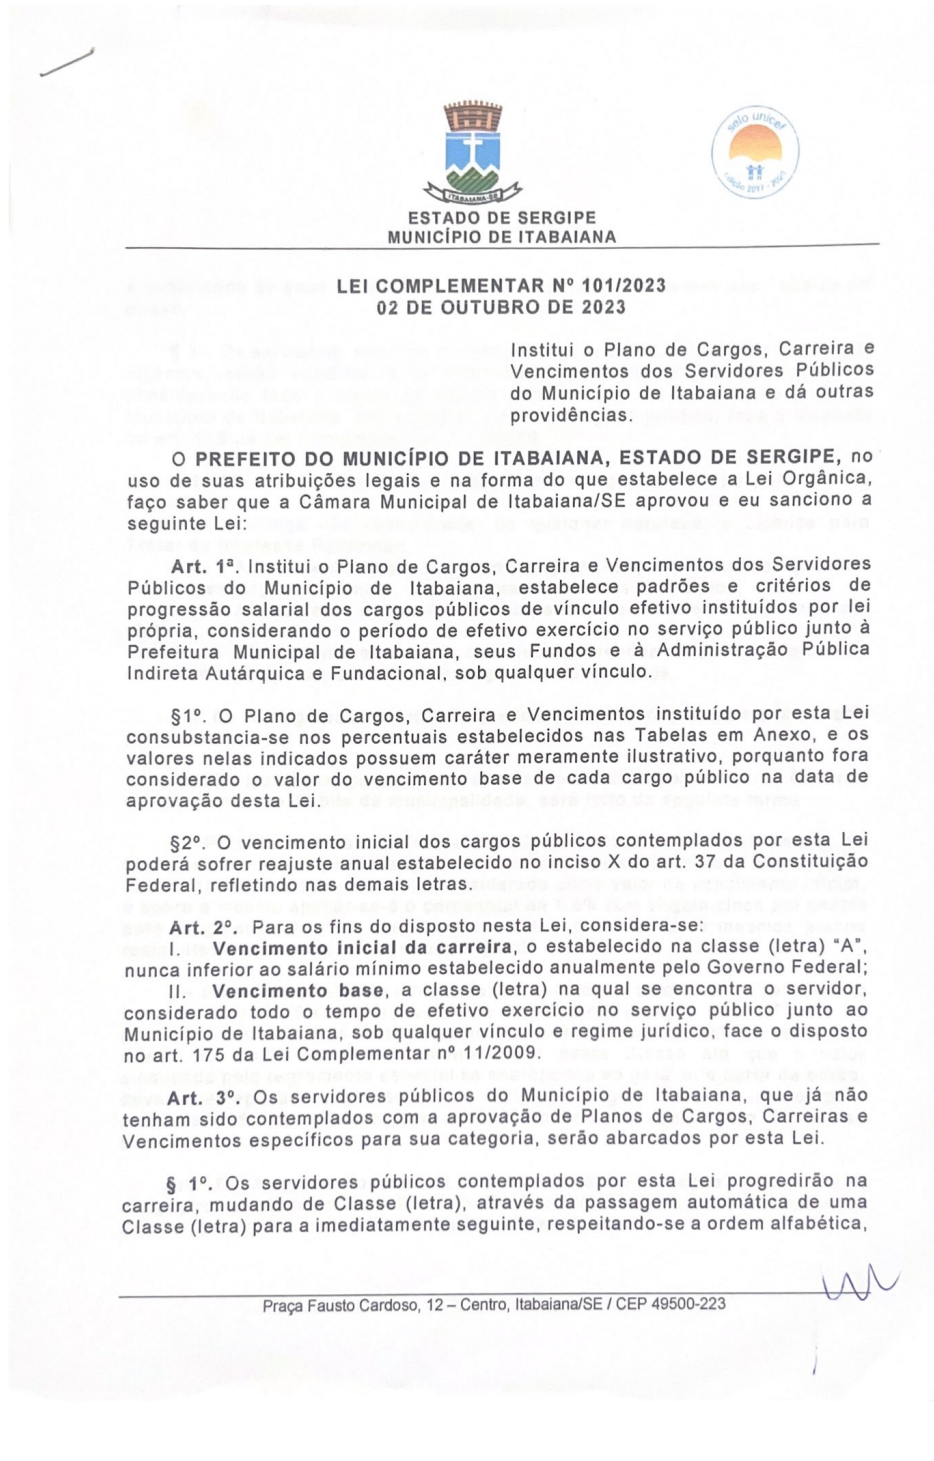 selo unicef
edição 2017 - 2021
ITABAIANA-SE
ESTADO DE SERGIPE
MUNICÍPIO DE ITABAIANA
LEI COMPLEMENTAR Nº 101/2023
02 DE OUTUBRO DE 2023
Institui o Plano de Cargos, Carreira e
Vencimentos dos Servidores Públicos
do Município de Itabaiana e dá outras
providências.
O PREFEITO DO MUNICÍPIO DE ITABAIANA, ESTADO DE SERGIPE, no
uso de suas atribuições legais e na forma do que estabelece a Lei Orgânica,
faço saber que a Câmara Municipal de Itabaiana/SE aprovou e eu sanciono a
seguinte Lei:
Art. 1ª. Institui o Plano de Cargos, Carreira e Vencimentos dos Servidores
Públicos do Município de Itabaiana, estabelece padrões e critérios de
progressão salarial dos cargos públicos de vínculo efetivo instituídos por lei
própria, considerando o período de efetivo exercício no serviço público junto à
Prefeitura Municipal de Itabaiana, seus Fundos e à Administração Pública
Indireta Autárquica e Fundacional, sob qualquer vínculo.
§1º. O Plano de Cargos, Carreira e Vencimentos instituído por esta Lei
consubstancia-se nos percentuais estabelecidos nas Tabelas em Anexo, e os
valores nelas indicados possuem caráter meramente ilustrativo, porquanto fora
considerado o valor do vencimento base de cada cargo público na data de
aprovação desta Lei.
§2º. O vencimento inicial dos cargos públicos contemplados por esta Lei
poderá sofrer reajuste anual estabelecido no inciso X do art. 37 da Constituição
Federal, refletindo nas demais letras.
Art. 2º. Para os fins do disposto nesta Lei, considera-se:
I. Vencimento inicial da carreira, o estabelecido na classe (letra) “A”,
nunca inferior ao salário mínimo estabelecido anualmente pelo Governo Federal;
II. Vencimento base, a classe (letra) na qual se encontra o servidor,
considerado todo o tempo de efetivo exercício no serviço público junto ao
Município de Itabaiana, sob qualquer vínculo e regime jurídico, face o disposto
no art. 175 da Lei Complementar nº 11/2009.
Art. 3º. Os servidores públicos do Município de Itabaiana, que já não
tenham sido contemplados com a aprovação de Planos de Cargos, Carreiras e
Vencimentos específicos para sua categoria, serão abarcados por esta Lei.
§ 1º. Os servidores públicos contemplados por esta Lei progredirão na
carreira, mudando de Classe (letra), através da passagem automática de uma
Classe (letra) para a imediatamente seguinte, respeitando-se a ordem alfabética,
Praça Fausto Cardoso, 12 – Centro, Itabaiana/SE / CEP 49500-223